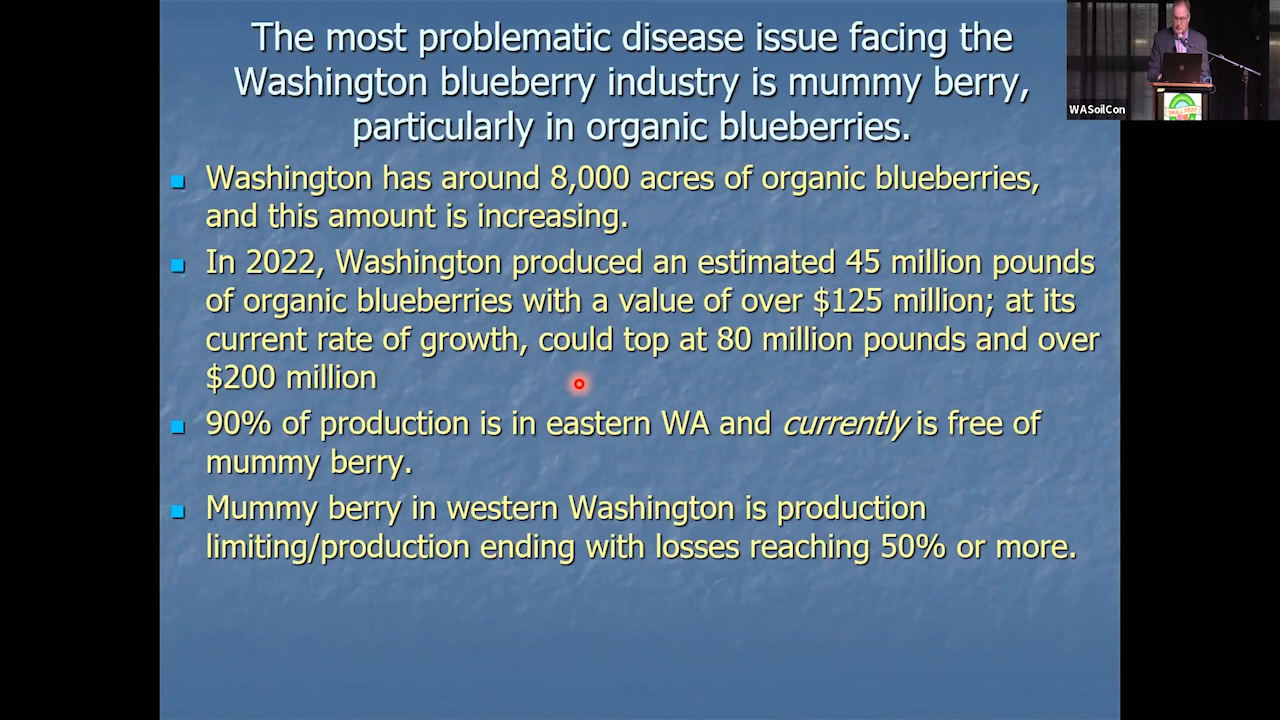 The most problematic disease issue facing the
Washington blueberry industry is mummy berry,
particularly in organic blueberries.
Washington has around 8,000 acres of organic blueberries,
and this amount is increasing.
In 2022, Washington produced an estimated 45 million pounds
of organic blueberries with a value of over $125 million; at its
current rate of growth, could top at 80 million pounds and over
$200 million
90% of production is in eastern WA and currently is free of
mummy berry.
Mummy berry in western Washington is production
limiting/production ending with losses reaching 50% or more.
WASoilCon
SMALL FRUIT